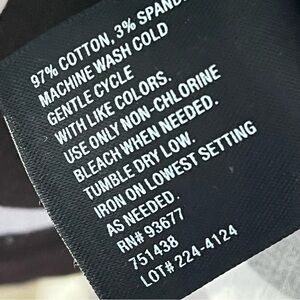 97% COTTON, 3%
MACHINE WASH COLD
GENTLE CYCLE
WITH LIKE COLORS.
USE ONLY NON-CHLORINE
BLEACH WHEN NEEDED.
TUMBLE DRY LOW.
IRON ON LOWEST SETTING
AS NEEDED.
RN# 93677
751438
LOT# 224-4124